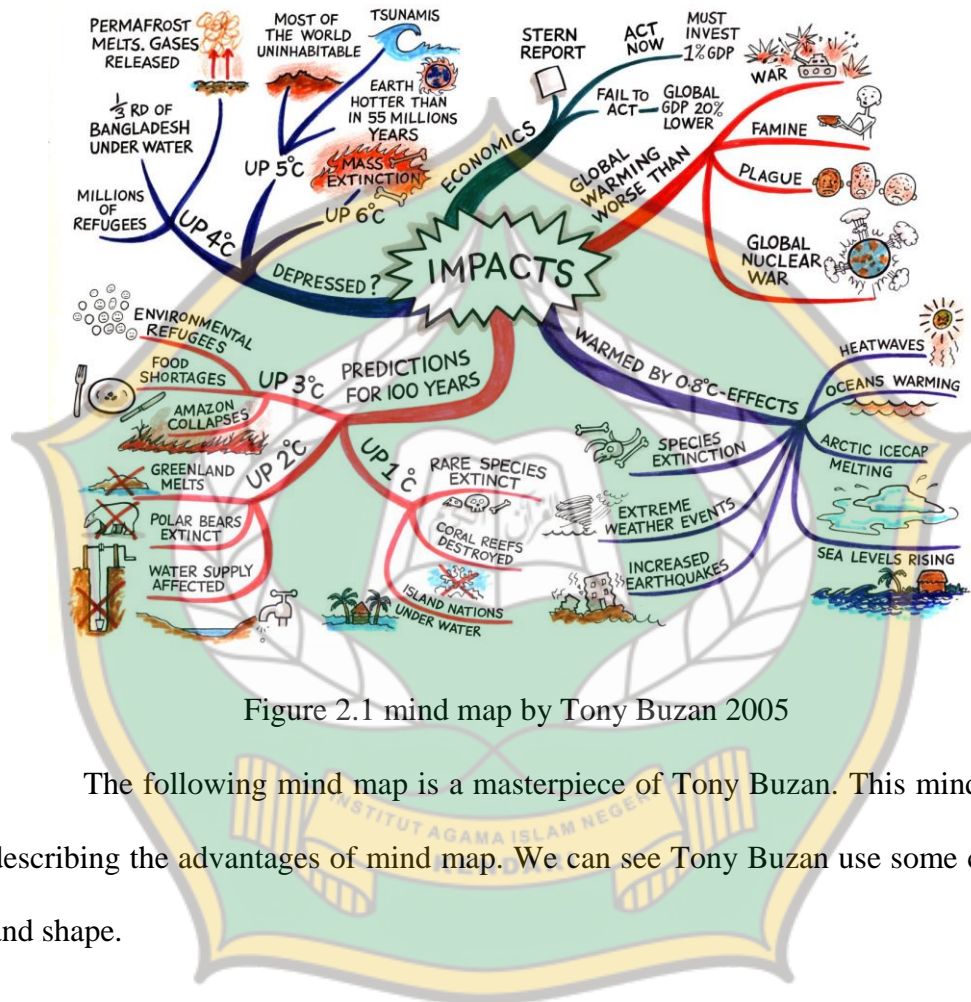 PERMAFROST
MELTS. GASES
RELEASED
MOST OF
THE WORLD
UNINHABITABLE
TSUNAMIS
1/3 RD OF
BANGLADESH
UNDER WATER
EARTH
HOTTER THAN
IN 55 MILLIONS
YEARS
UP 5°C
MASS
EXTINCTION
UP 6°C
MILLIONS
OF
REFUGEES
UP 4°C
DEPRESSED?
STERN
REPORT
ECONOMICS
ACT
NOW
MUST
INVEST
1% GDP
FAIL TO
ACT
GLOBAL
GDP 20%
LOWER
GLOBAL
WARMING
WORSE THAN
WAR
FAMINE
PLAGUE
GLOBAL
NUCLEAR
WAR
IMPACTS
PREDICTIONS
FOR 100 YEARS
UP 3°C
ENVIRONMENTAL
REFUGEES
FOOD
SHORTAGES
AMAZON
COLLAPSES
UP 2°C
GREENLAND
MELTS
POLAR BEARS
EXTINCT
WATER SUPPLY
AFFECTED
UP 1°C
RARE SPECIES
EXTINCT
CORAL REEFS
DESTROYED
ISLAND NATIONS
UNDER WATER
WARMED BY 0·8°C-EFFECTS
HEATWAVES
OCEANS WARMING
ARCTIC ICECAP
MELTING
SEA LEVELS RISING
SPECIES
EXTINCTION
EXTREME
WEATHER EVENTS
INCREASED
EARTHQUAKES
Figure 2.1 mind map by Tony Buzan 2005
The following mind map is a masterpiece of Tony Buzan. This mind
describing the advantages of mind map. We can see Tony Buzan use some
and shape.
INSTITUT AGAMA ISLAM NEGERI
KENDARI